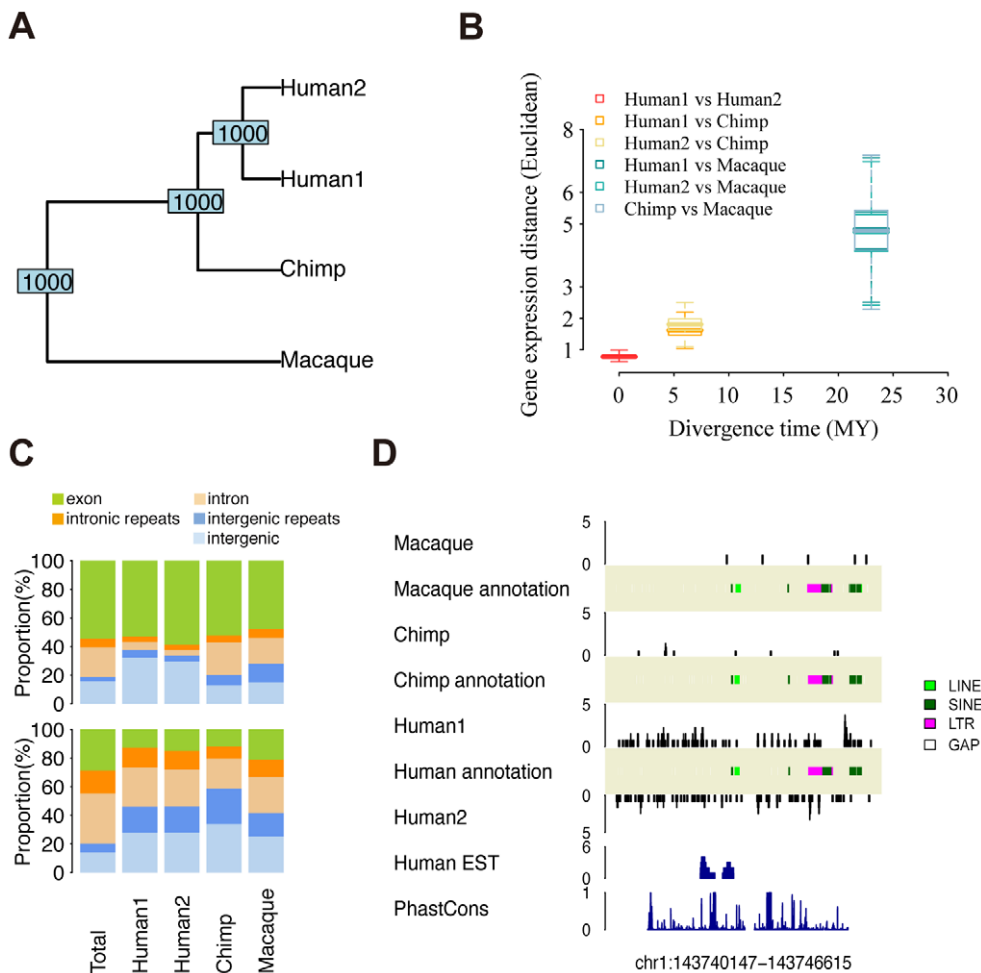 A
Human2
1000
Human1
1000
Chimp
1000
Macaque
B
Gene expression distance (Euclidean)
Human1 vs Human2
Human1 vs Chimp
Human2 vs Chimp
Human1 vs Macaque
Human2 vs Macaque
Chimp vs Macaque
8
6
5
3
2
1
0 5 10 15 20 25 30
Divergence time (MY)
C
exon intron
intronic repeats intergenic repeats
intergenic
Proportion(%)
100
80
60
40
20
0
Proportion(%)
100
80
60
40
20
0
Total Human1 Human2 Chimp Macaque
D
5
Macaque
0
Macaque annotation
5
Chimp
0
Chimp annotation
5
Human1
0
Human annotation
0
Human2
5
6
Human EST
0
1
PhastCons
0
chr1:143740147−143746615
LINE
SINE
LTR
GAP